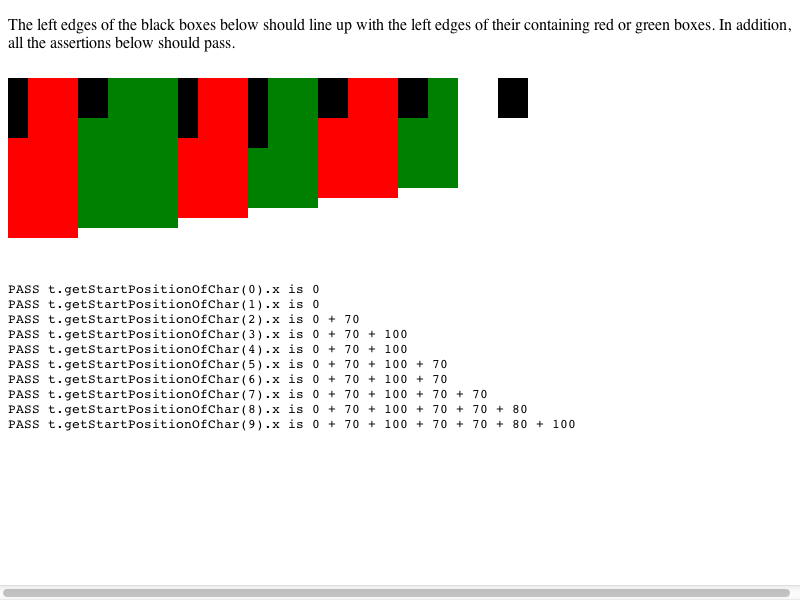 The left edges of the black boxes below should line up with the left edges of their containing red or green boxes. In addition,
all the assertions below should pass.
PASS t.getStartPositionOfChar(0).x is 0
PASS t.getStartPositionOfChar(1).x is 0
PASS t.getStartPositionOfChar(2).x is 0 + 70
PASS t.getStartPositionOfChar(3).x is 0 + 70 + 100
PASS t.getStartPositionOfChar(4).x is 0 + 70 + 100
PASS t.getStartPositionOfChar(5).x is 0 + 70 + 100 + 70
PASS t.getStartPositionOfChar(6).x is 0 + 70 + 100 + 70
PASS t.getStartPositionOfChar(7).x is 0 + 70 + 100 + 70 + 70
PASS t.getStartPositionOfChar(8).x is 0 + 70 + 100 + 70 + 70 + 80
PASS t.getStartPositionOfChar(9).x is 0 + 70 + 100 + 70 + 70 + 80 + 100